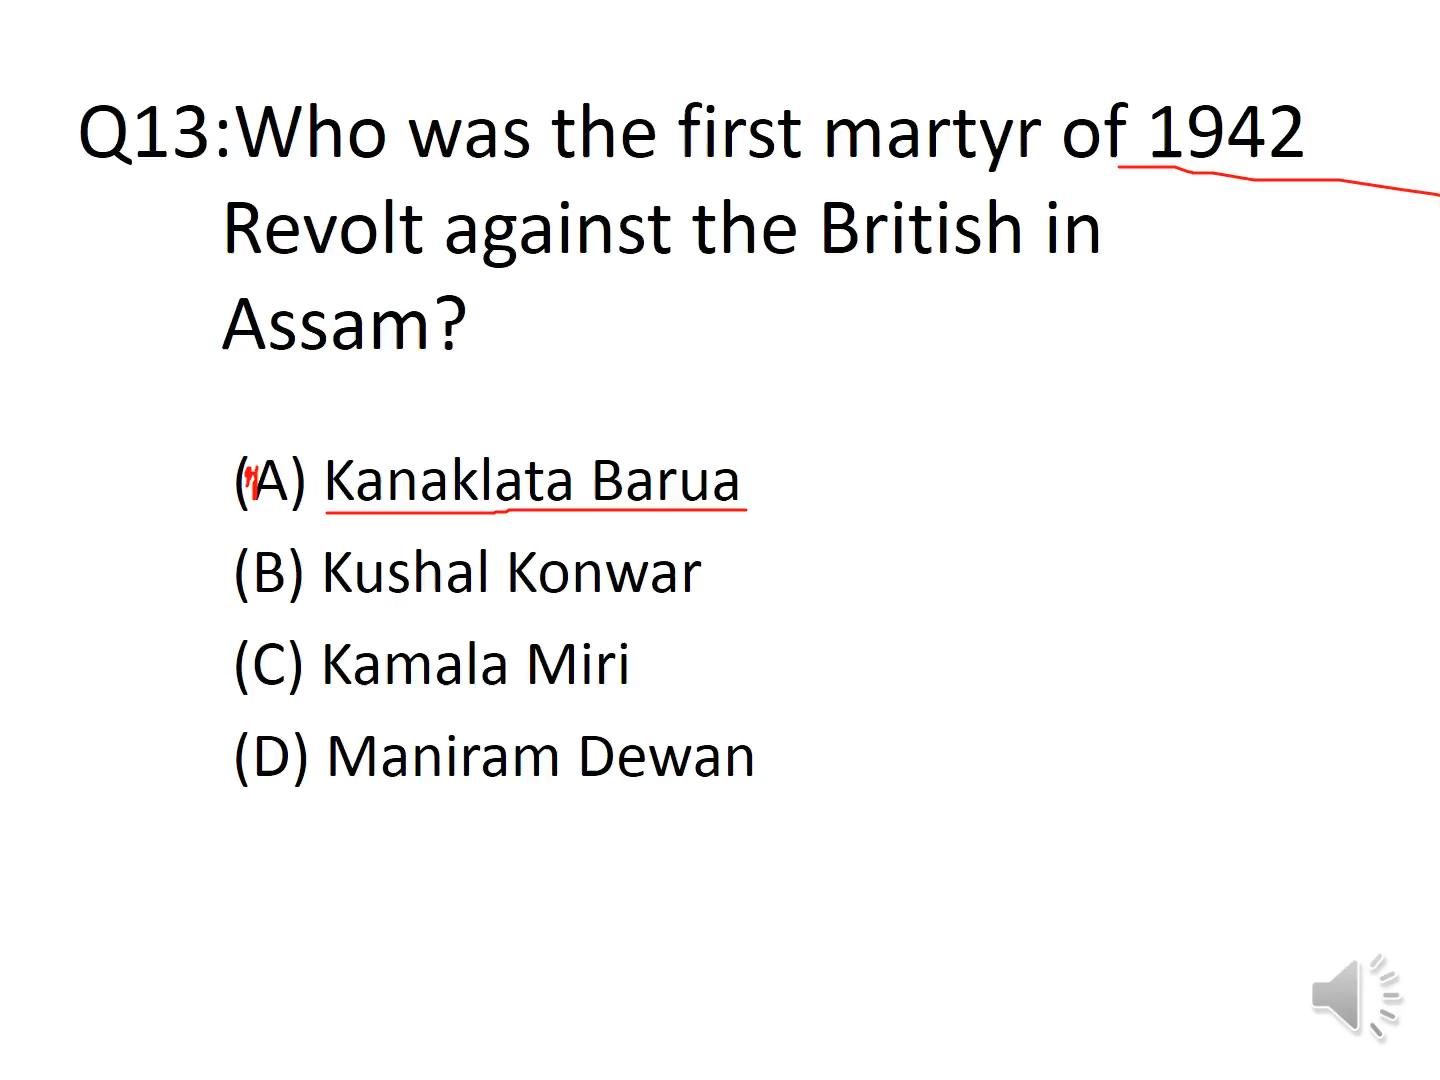 Q13:Who was the first martyr of 1942
Revolt against the British in
Assam?
(A) Kanaklata Barua
(B) Kushal Konwar
(C) Kamala Miri
(D) Maniram Dewan